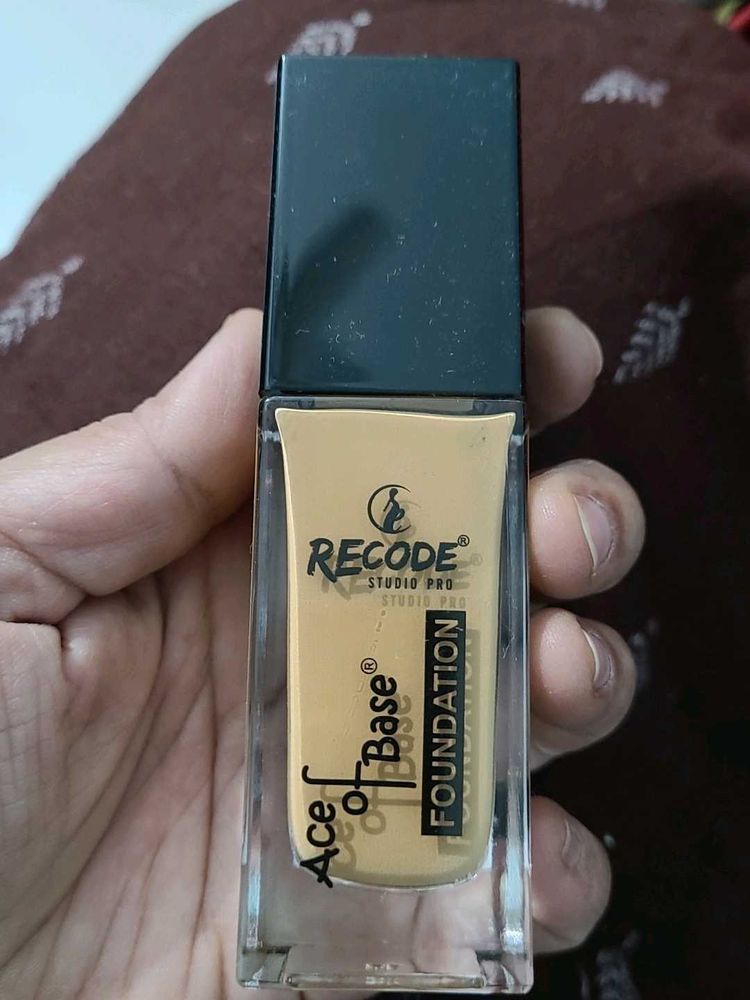 RECODE®
STUDIO PRO
Ace
of Base®
FOUNDATION